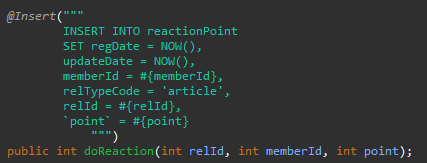 @Insert("""
INSERT INTO reactionPoint
SET regDate = NOW(),
updateDate = NOW(),
memberId = #{memberId},
relTypeCode = 'article',
relId = #{relId},
`point` = #{point}
""")
public int doReaction(int relId, int memberId, int point);